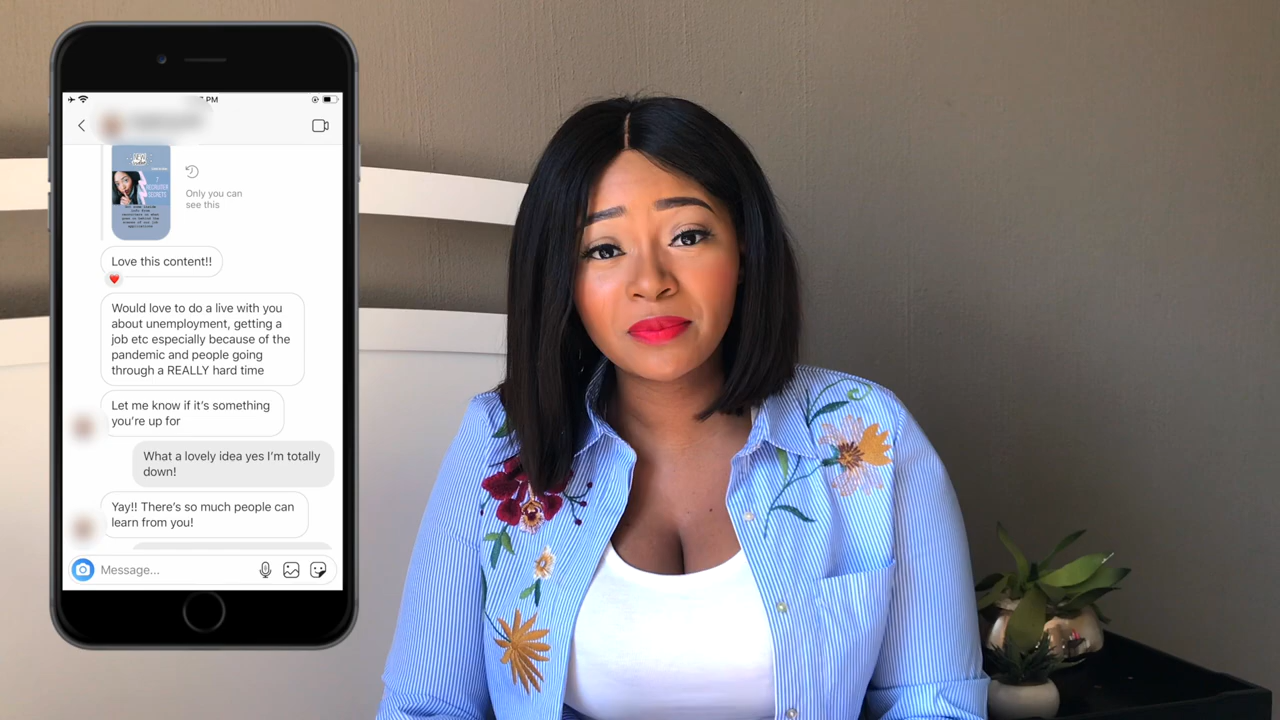 PM
Only you can
see this
RECRUITER
SECRETS
Love this content!!
Would love to do a live with you
about unemployment, getting a
job etc especially because of the
pandemic and people going
through a REALLY hard time
Let me know if it's something
you're up for
What a lovely idea yes I'm totally
down!
Yay!! There's so much people can
learn from you!
Message...